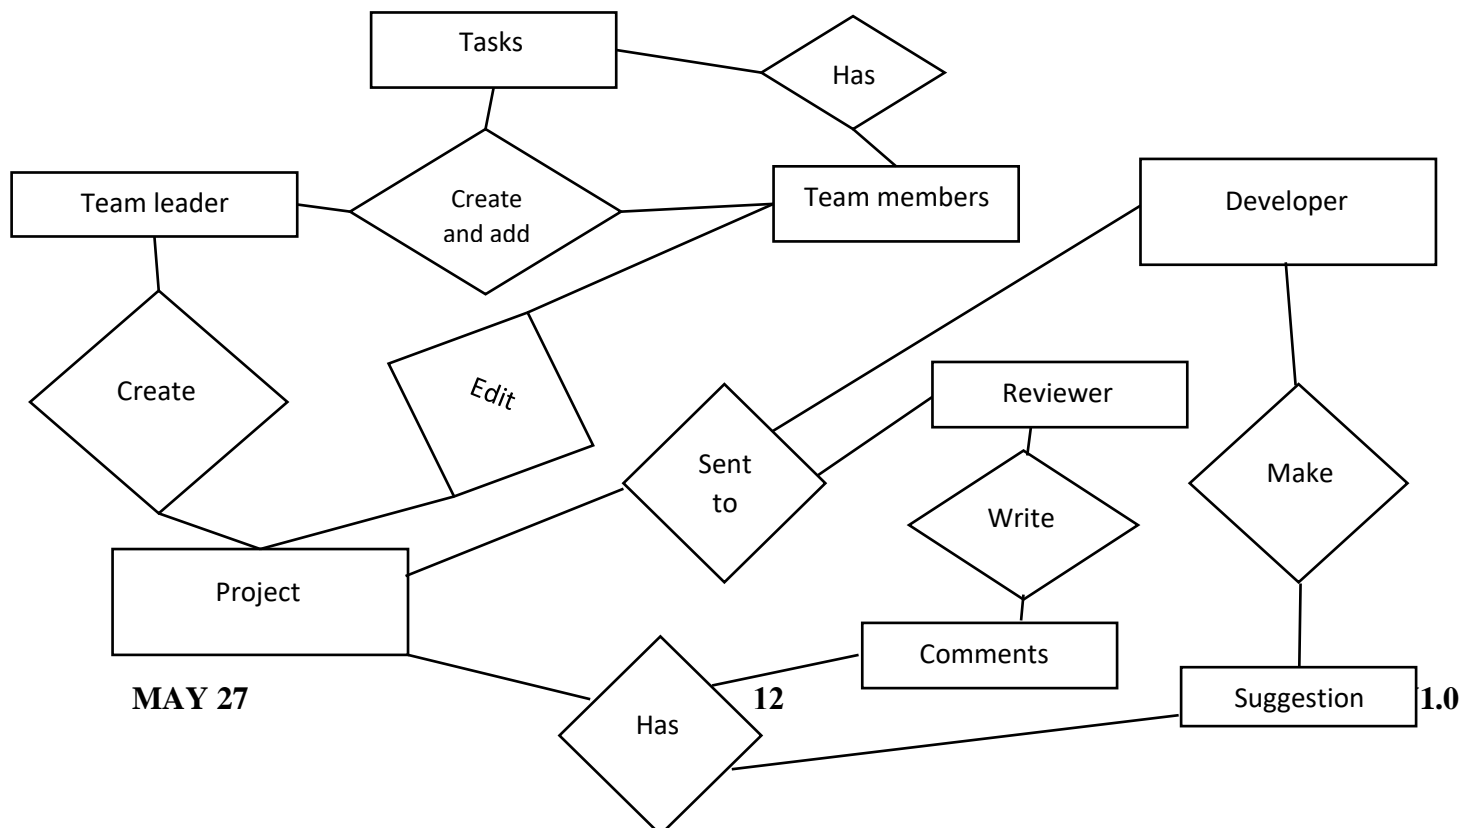 Tasks
Has
Team leader
Create
and add
Team members
Developer
Create
Edit
Reviewer
Sent
to
Make
Write
Project
Comments
MAY 27
12
Has
Suggestion
1.0